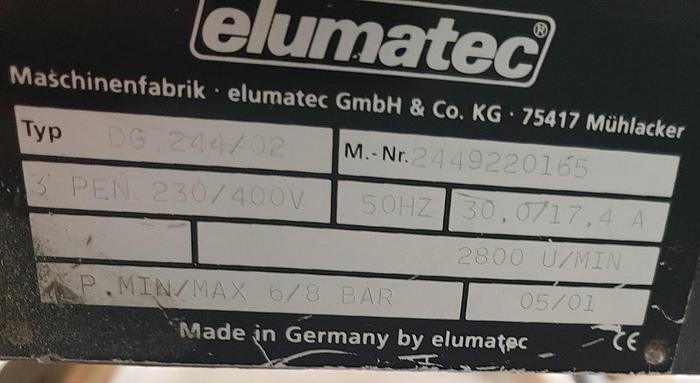 elumatec®
Maschinenfabrik · elumatec GmbH & Co. KG · 75417 Mühlacker
Typ DG 244/02 M.-Nr. 2449220165
3 PEN 230/400V 50HZ 30,0/17,4 A
2800 U/MIN
P.MIN/MAX 6/8 BAR 05/01
Made in Germany by elumatec CE